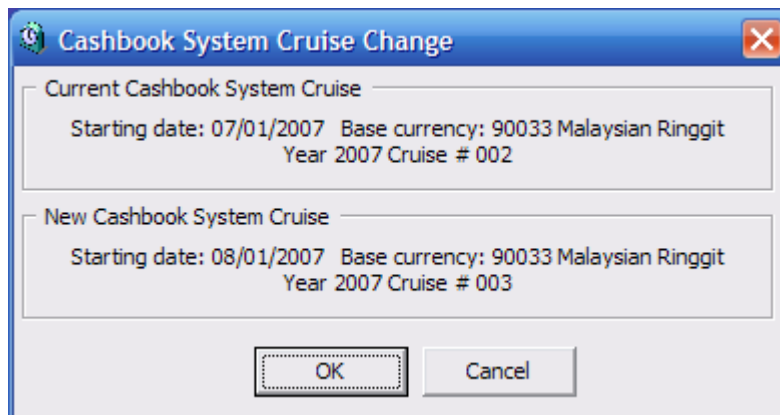 Cashbook System Cruise Change
Current Cashbook System Cruise
Starting date: 07/01/2007 Base currency: 90033 Malaysian Ringgit
Year 2007 Cruise # 002
New Cashbook System Cruise
Starting date: 08/01/2007 Base currency: 90033 Malaysian Ringgit
Year 2007 Cruise # 003
OK Cancel